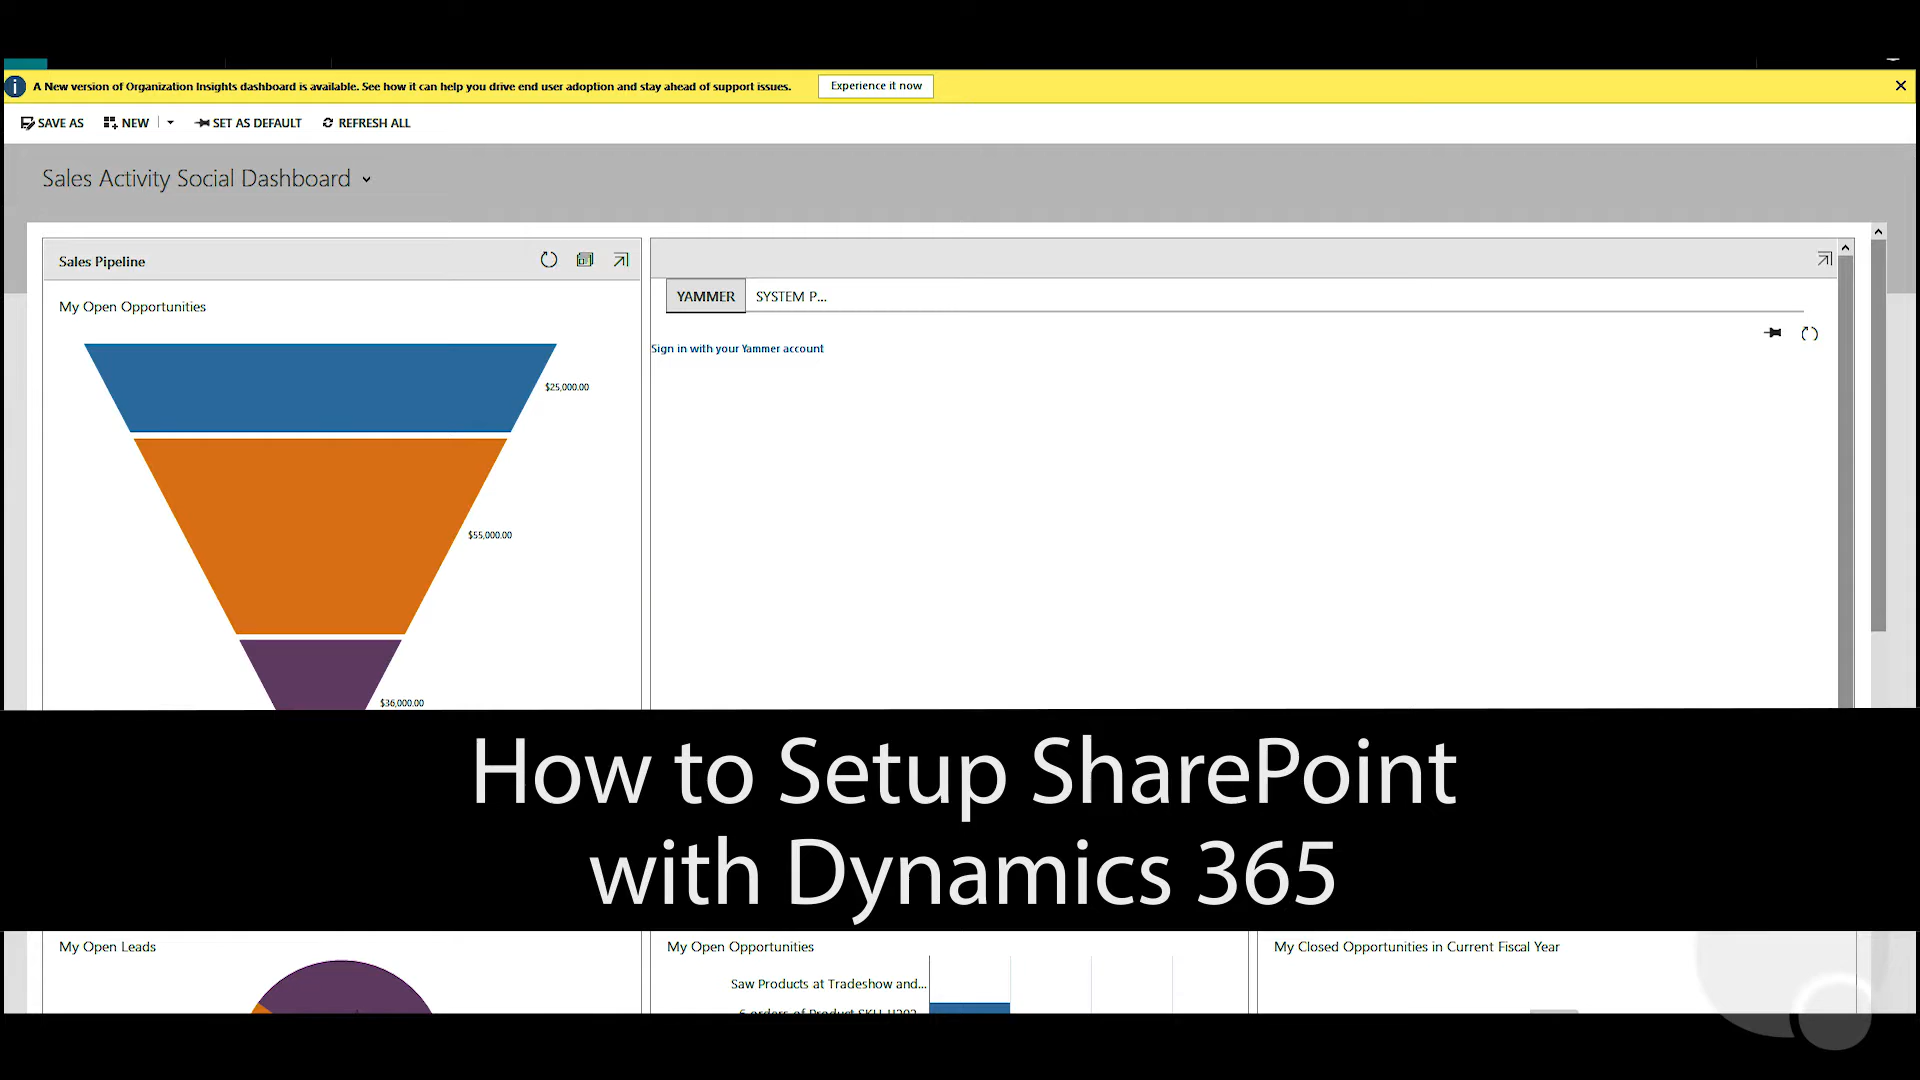 A New version of Organization Insights dashboard is available. See how it can help you drive end user adoption and stay ahead of support issues.
Experience it now
SAVE AS
NEW
SET AS DEFAULT
REFRESH ALL
Sales Activity Social Dashboard
Sales Pipeline
YAMMER
SYSTEM P...
My Open Opportunities
Sign in with your Yammer account
$25,000.00
$55,000.00
$36,000.00
How to Setup SharePoint
with Dynamics 365
My Open Leads
My Open Opportunities
My Closed Opportunities in Current Fiscal Year
Saw Products at Tradeshow and...